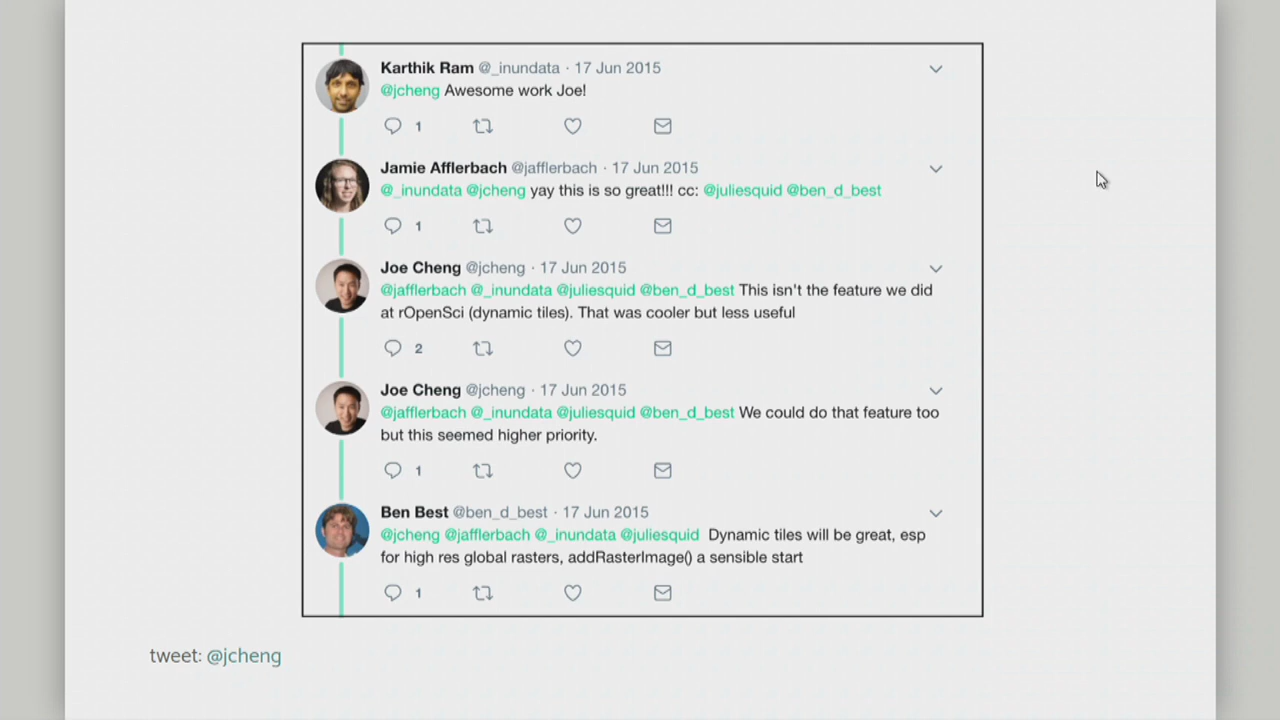 Karthik Ram @_inundata · 17 Jun 2015
@jcheng Awesome work Joe!
1
Jamie Afflerbach @jafflerbach · 17 Jun 2015
@_inundata @jcheng yay this is so great!!! cc: @juliesquid @ben_d_best
1
Joe Cheng @jcheng · 17 Jun 2015
@jafflerbach @_inundata @juliesquid @ben_d_best This isn't the feature we did
at rOpenSci (dynamic tiles). That was cooler but less useful
2
Joe Cheng @jcheng · 17 Jun 2015
@jafflerbach @_inundata @juliesquid @ben_d_best We could do that feature too
but this seemed higher priority.
1
Ben Best @ben_d_best · 17 Jun 2015
@jcheng @jafflerbach @_inundata @juliesquid Dynamic tiles will be great, esp
for high res global rasters, addRasterImage() a sensible start
1
tweet: @jcheng